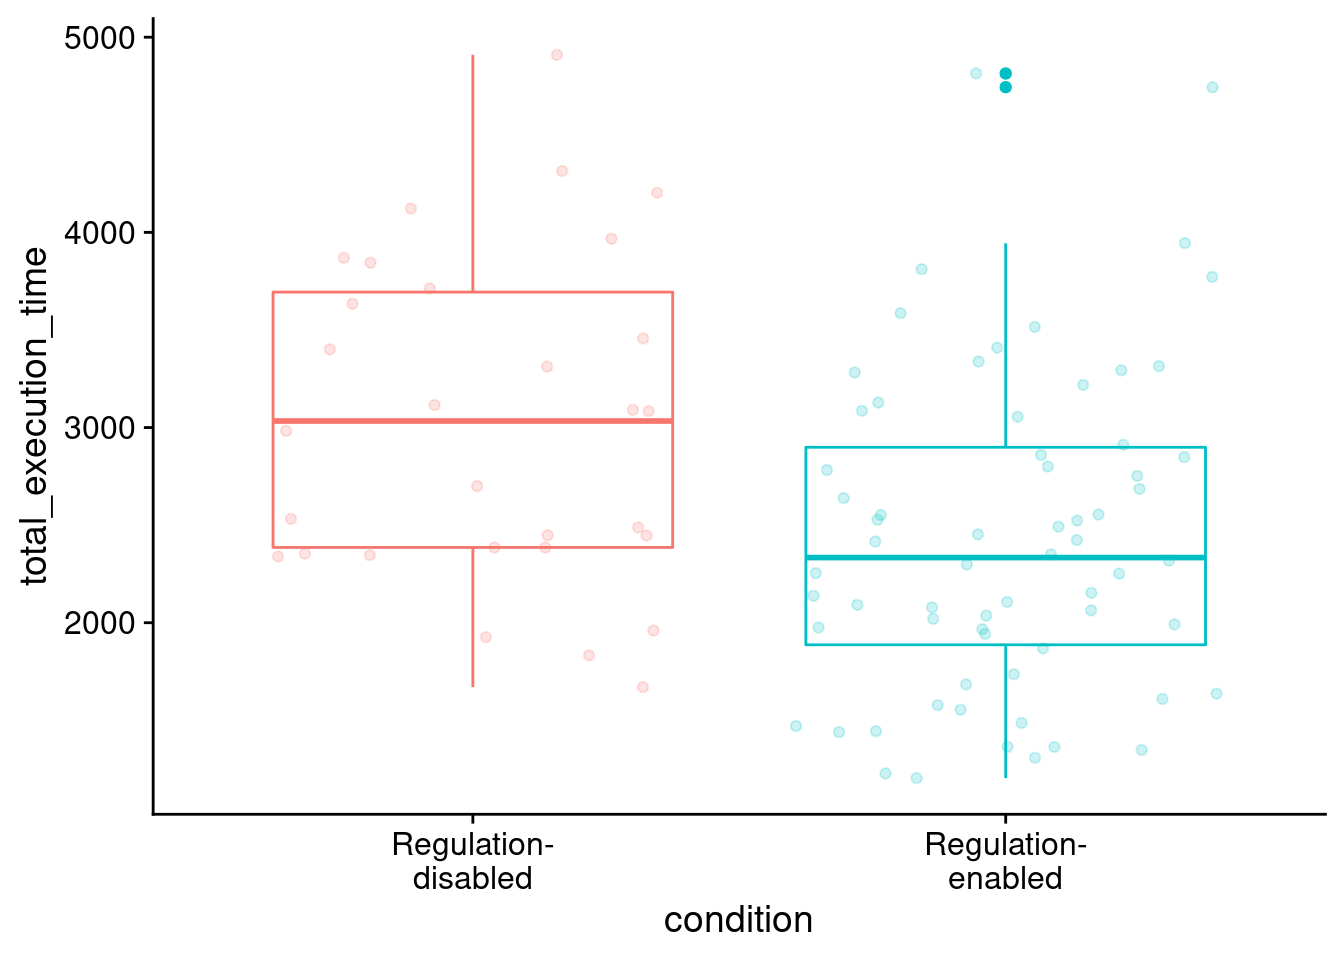 5000
4000
3000
2000
total_execution_time
Regulation-
disabled
Regulation-
enabled
condition